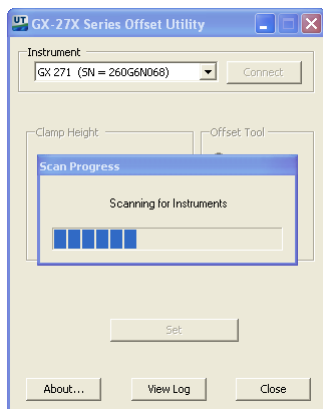 UT GX-27X Series Offset Utility
Instrument
GX 271 (SN = 260G6N068)
Connect
Clamp Height
Offset Tool
Scan Progress
Scanning for Instruments
Set
About...
View Log
Close